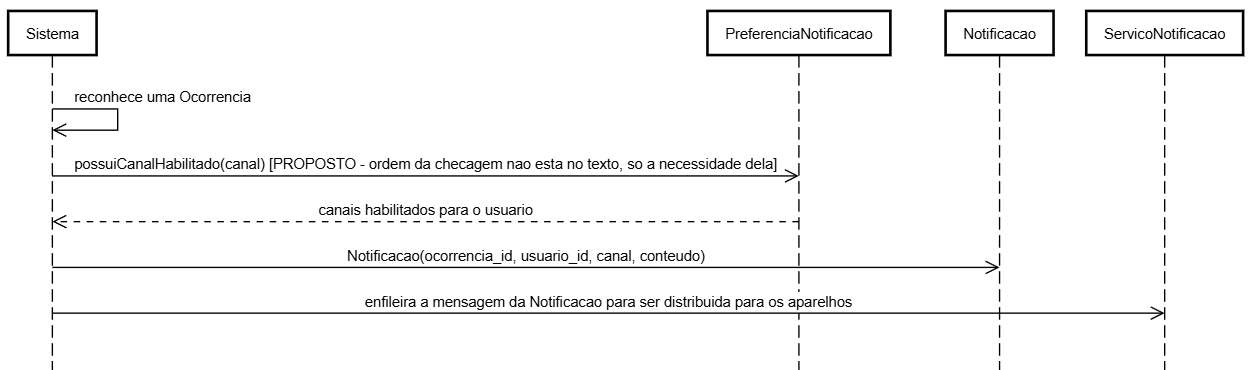 Sistema
PreferenciaNotificacao
Notificacao
ServicoNotificacao
reconhece uma Ocorrencia
possuiCanalHabilitado(canal) [PROPOSTO - ordem da checagem nao esta no texto, so a necessidade dela]
canais habilitados para o usuario
Notificacao(ocorrencia_id, usuario_id, canal, conteudo)
enfileira a mensagem da Notificacao para ser distribuida para os aparelhos